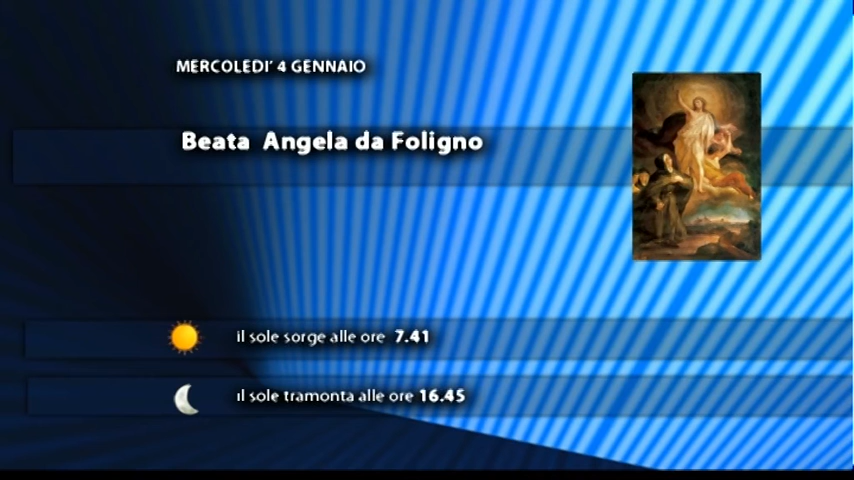 MERCOLEDI' 4 GENNAIO
Beata Angela da Foligno
il sole sorge alle ore 7.41
il sole tramonta alle ore 16.45